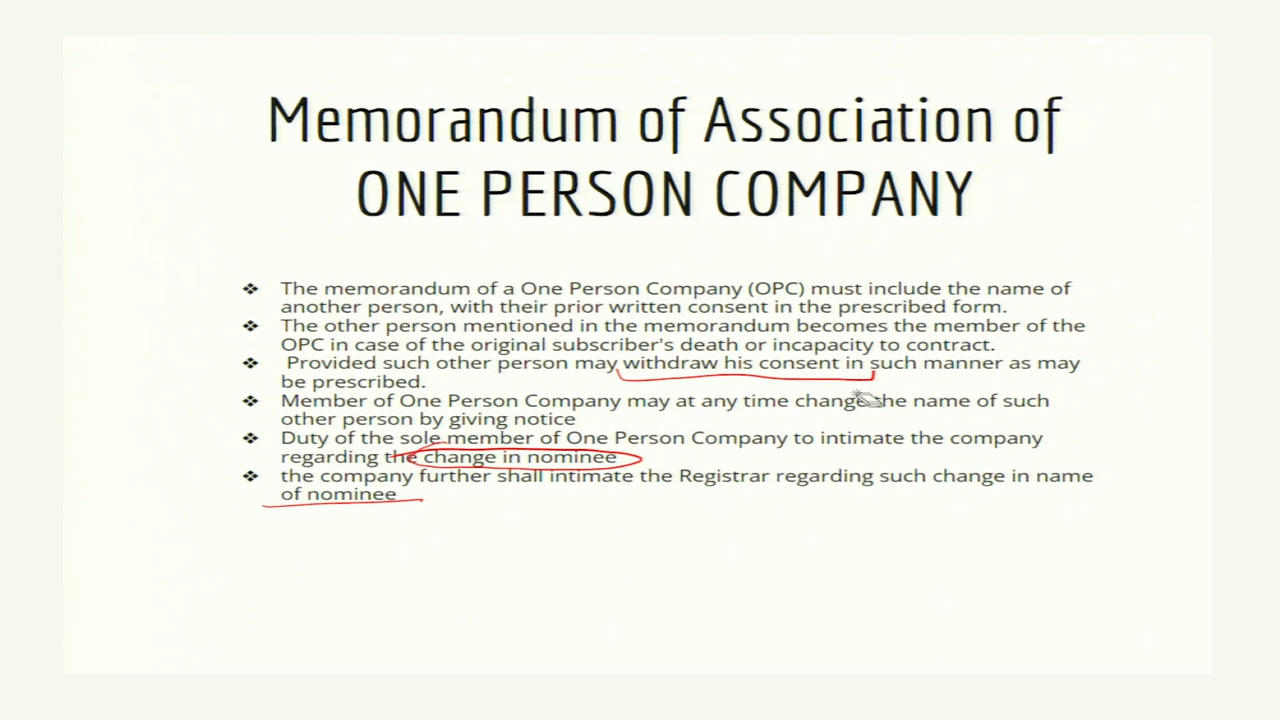 Memorandum of Association of
ONE PERSON COMPANY
❖ The memorandum of a One Person Company (OPC) must include the name of
another person, with their prior written consent in the prescribed form.
❖ The other person mentioned in the memorandum becomes the member of the
OPC in case of the original subscriber's death or incapacity to contract.
❖ Provided such other person may withdraw his consent in such manner as may
be prescribed.
❖ Member of One Person Company may at any time change the name of such
other person by giving notice
❖ Duty of the sole member of One Person Company to intimate the company
regarding the change in nominee
❖ the company further shall intimate the Registrar regarding such change in name
of nominee